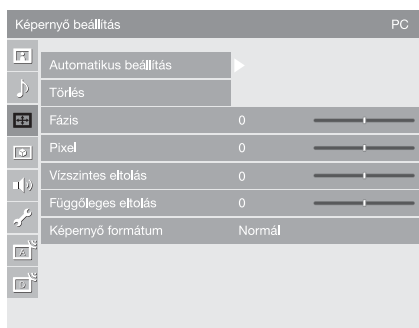 Képernyő beállítás PC
Automatikus beállítás
Törlés
Fázis 0
Pixel 0
Vízszintes eltolás 0
Függőleges eltolás 0
Képernyő formátum Normál
A
D